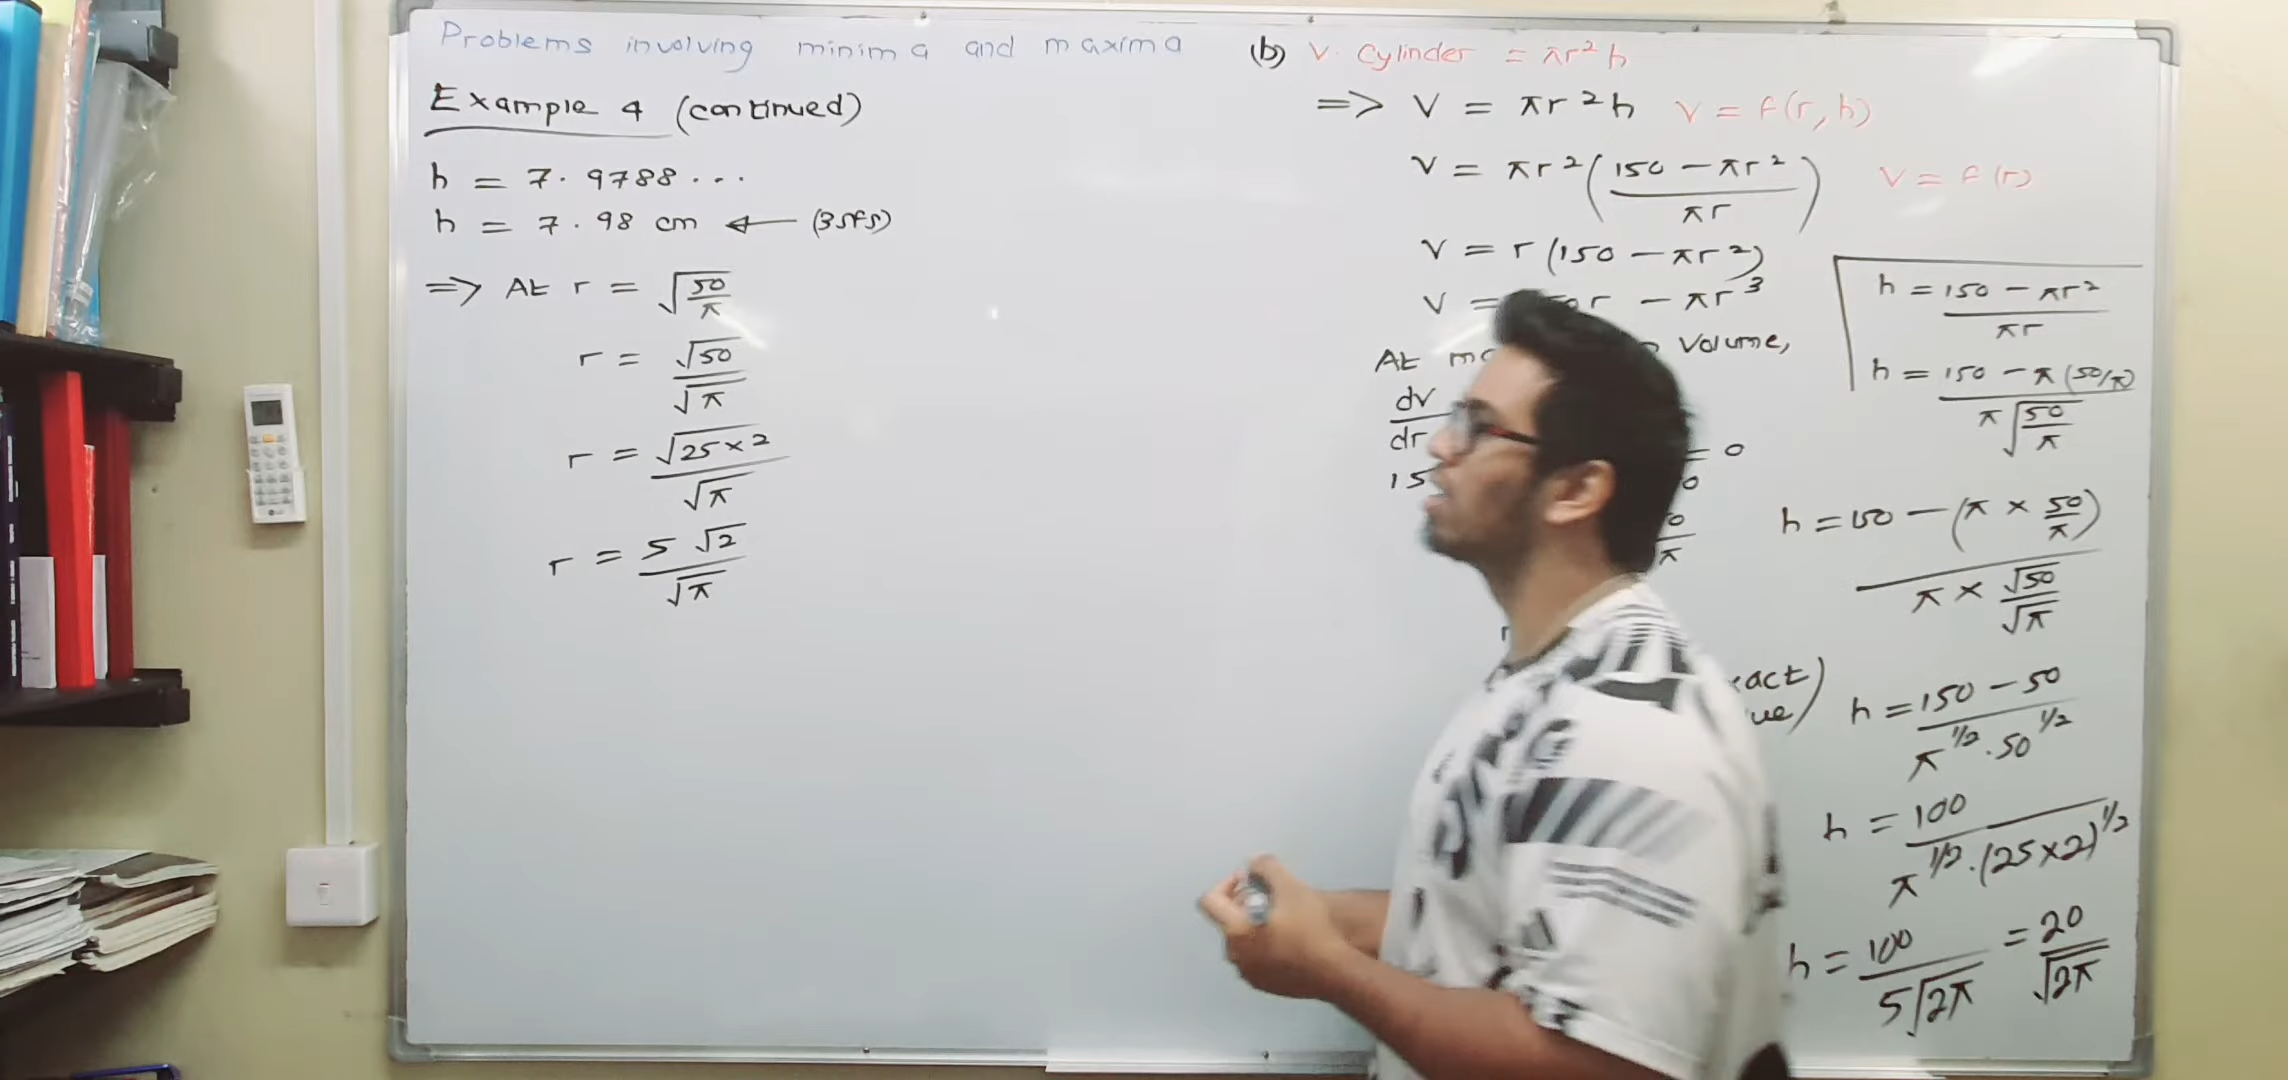 Problems involving minima and maxima
Example 4 (continued)
h = 7.9788...
h = 7.98 cm ← (3sfs)
=> At r = √(50/π)
r = √50/√π
r = √(25×2)/√π
r = 5√2/√π
(b) V. Cylinder = πr²h
=> V = πr²h V = f(r, h)
V = πr²((150 − πr²)/(πr)) V = f(r)
V = r(150 − πr²)
V = r − πr³
At Volume,
dv/dr = 0
15 0
π
h = (150 − πr²)/(πr)
h = (150 − π(50/π))/(π√(50/π))
h = (150 − (π × 50/π))/(π × √50/√π)
h = (150 − 50)/(π^1/2 . 50^1/2)
h = 100/(π^1/2 . (25×2)^1/2)
h = 100/(5√2π) = 20/√2π